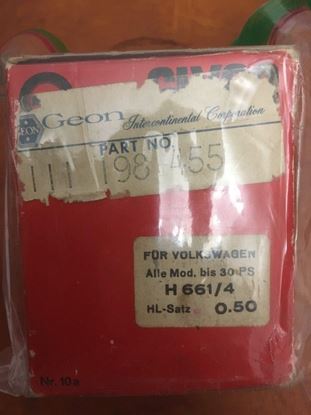 GEON
Geon
Intercontinental Corporation
PART NO.
111 198 455
FÜR VOLKSWAGEN
Alle Mod. bis 30 PS
H 661/4
HL-Satz 0.50
Nr. 10a